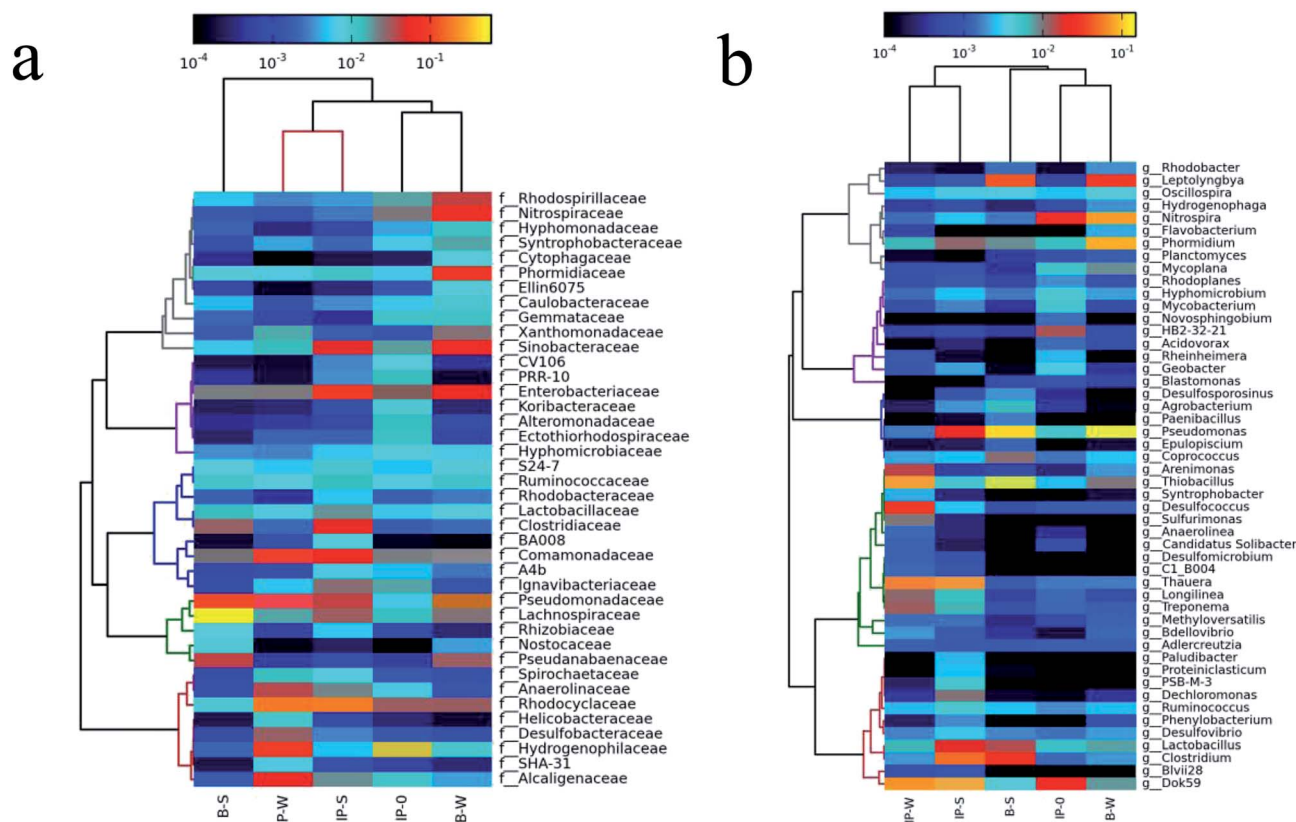 a
10-4 10-3 10-2 10-1
f__Rhodospirillaceae
f__Nitrospiraceae
f__Hyphomonadaceae
f__Syntrophobacteraceae
f__Cytophagaceae
f__Phormidiaceae
f__Ellin6075
f__Caulobacteraceae
f__Gemmataceae
f__Xanthomonadaceae
f__Sinobacteraceae
f__CV106
f__PRR-10
f__Enterobacteriaceae
f__Koribacteraceae
f__Alteromonadaceae
f__Ectothiorhodospiraceae
f__Hyphomicrobiaceae
f__S24-7
f__Ruminococcaceae
f__Rhodobacteraceae
f__Lactobacillaceae
f__Clostridiaceae
f__BA008
f__Comamonadaceae
f__A4b
f__Ignavibacteriaceae
f__Pseudomonadaceae
f__Lachnospiraceae
f__Rhizobiaceae
f__Nostocaceae
f__Pseudanabaenaceae
f__Spirochaetaceae
f__Anaerolinaceae
f__Rhodocyclaceae
f__Helicobacteraceae
f__Desulfobacteraceae
f__Hydrogenophilaceae
f__SHA-31
f__Alcaligenaceae
B-S P-W IP-S IP-0 B-W
b
10-4 10-3 10-2 10-1
g__Rhodobacter
g__Leptolyngbya
g__Oscillospira
g__Hydrogenophaga
g__Nitrospira
g__Flavobacterium
g__Phormidium
g__Planctomyces
g__Mycoplana
g__Rhodoplanes
g__Hyphomicrobium
g__Mycobacterium
g__Novosphingobium
g__HB2-32-21
g__Acidovorax
g__Rheinheimera
g__Geobacter
g__Blastomonas
g__Desulfosporosinus
g__Agrobacterium
g__Paenibacillus
g__Pseudomonas
g__Epulopiscium
g__Coprococcus
g__Arenimonas
g__Thiobacillus
g__Syntrophobacter
g__Desulfococcus
g__Sulfurimonas
g__Anaerolinea
g__Candidatus Solibacter
g__Desulfomicrobium
g__C1_B004
g__Thauera
g__Longilinea
g__Treponema
g__Methyloversatilis
g__Bdellovibrio
g__Adlercreutzia
g__Paludibacter
g__Proteiniclasticum
g__PSB-M-3
g__Dechloromonas
g__Ruminococcus
g__Phenylobacterium
g__Desulfovibrio
g__Lactobacillus
g__Clostridium
g__Blvii28
g__Dok59
IP-W IP-S B-S IP-0 B-W